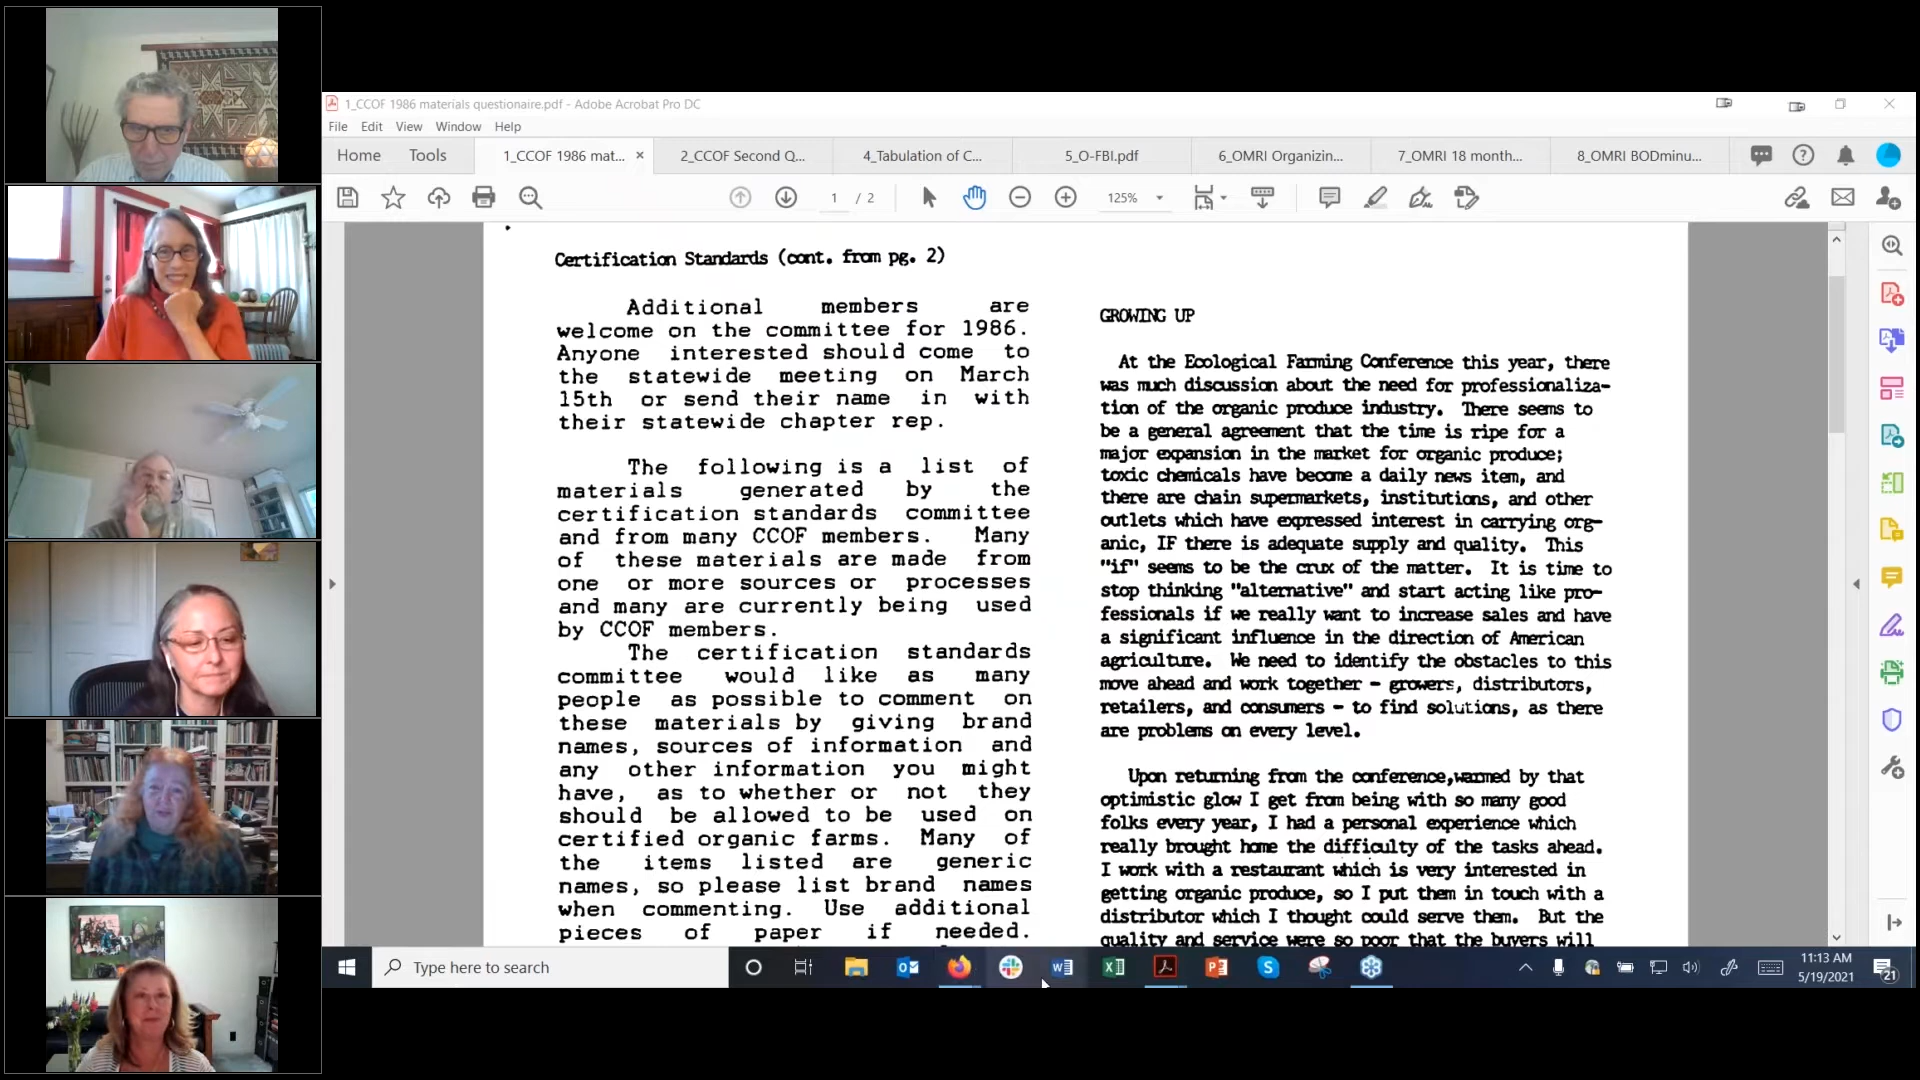 1_CCOF 1986 materials questionaire.pdf - Adobe Acrobat Pro DC
File Edit View Window Help
Home Tools 1_CCOF 1986 mat... × 2_CCOF Second Q... 4_Tabulation of C... 5_O-FBI.pdf 6_OMRI Organizin... 7_OMRI 18 month... 8_OMRI BODminu...
1 / 2 125%
Certification Standards (cont. from pg. 2)
Additional members are
welcome on the committee for 1986.
Anyone interested should come to
the statewide meeting on March
15th or send their name in with
their statewide chapter rep.
The following is a list of
materials generated by the
certification standards committee
and from many CCOF members. Many
of these materials are made from
one or more sources or processes
and many are currently being used
by CCOF members.
The certification standards
committee would like as many
people as possible to comment on
these materials by giving brand
names, sources of information and
any other information you might
have, as to whether or not they
should be allowed to be used on
certified organic farms. Many of
the items listed are generic
names, so please list brand names
when commenting. Use additional
pieces of paper if needed.
GROWING UP
At the Ecological Farming Conference this year, there
was much discussion about the need for professionaliza-
tion of the organic produce industry. There seems to
be a general agreement that the time is ripe for a
major expansion in the market for organic produce;
toxic chemicals have become a daily news item, and
there are chain supermarkets, institutions, and other
outlets which have expressed interest in carrying org-
anic, IF there is adequate supply and quality. This
"if" seems to be the crux of the matter. It is time to
stop thinking "alternative" and start acting like pro-
fessionals if we really want to increase sales and have
a significant influence in the direction of American
agriculture. We need to identify the obstacles to this
move ahead and work together - growers, distributors,
retailers, and consumers - to find solutions, as there
are problems on every level.
Upon returning from the conference,warmed by that
optimistic glow I get from being with so many good
folks every year, I had a personal experience which
really brought home the difficulty of the tasks ahead.
I work with a restaurant which is very interested in
getting organic produce, so I put them in touch with a
distributor which I thought could serve them. But the
quality and service were so poor that the buyers will
Type here to search
11:13 AM
5/19/2021
21